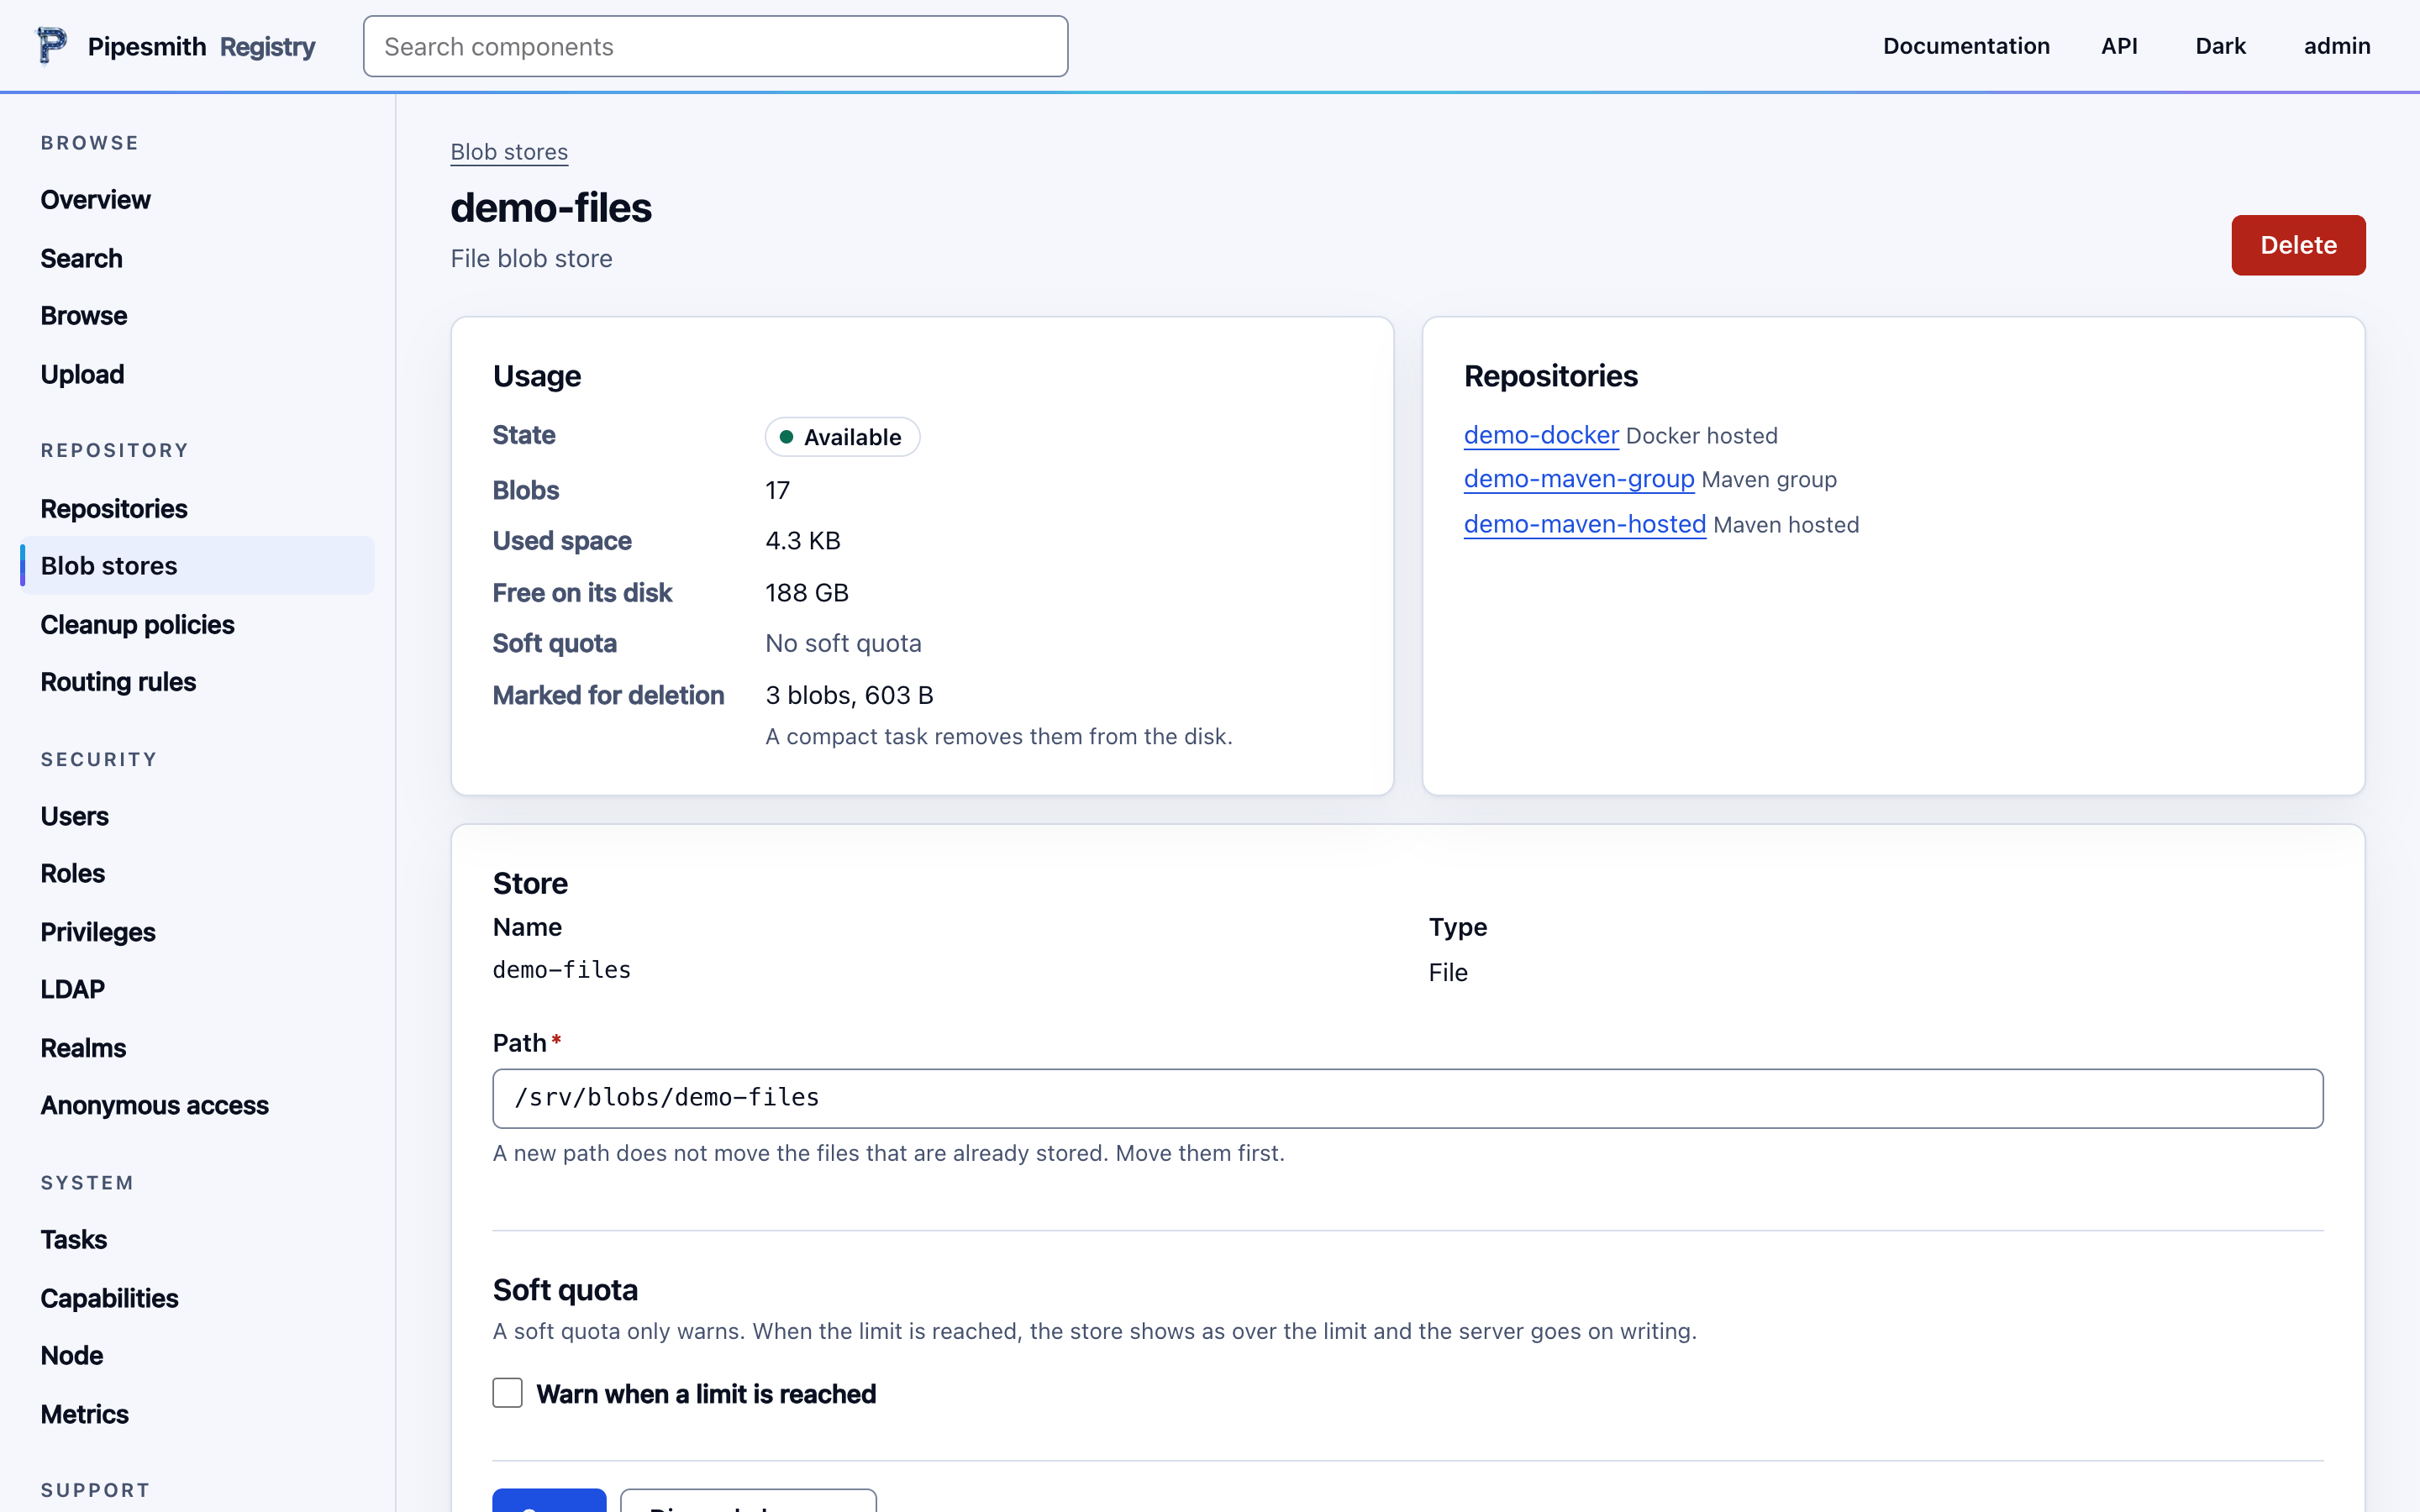 Pipesmith Registry
Search components
Documentation API Dark admin
BROWSE
Overview
Search
Browse
Upload
REPOSITORY
Repositories
Blob stores
Cleanup policies
Routing rules
SECURITY
Users
Roles
Privileges
LDAP
Realms
Anonymous access
SYSTEM
Tasks
Capabilities
Node
Metrics
SUPPORT
Blob stores
demo-files
File blob store
Delete
Usage
State Available
Blobs 17
Used space 4.3 KB
Free on its disk 188 GB
Soft quota No soft quota
Marked for deletion 3 blobs, 603 B
A compact task removes them from the disk.
Repositories
demo-docker Docker hosted
demo-maven-group Maven group
demo-maven-hosted Maven hosted
Store
Name Type
demo-files File
Path*
/srv/blobs/demo-files
A new path does not move the files that are already stored. Move them first.
Soft quota
A soft quota only warns. When the limit is reached, the store shows as over the limit and the server goes on writing.
Warn when a limit is reached